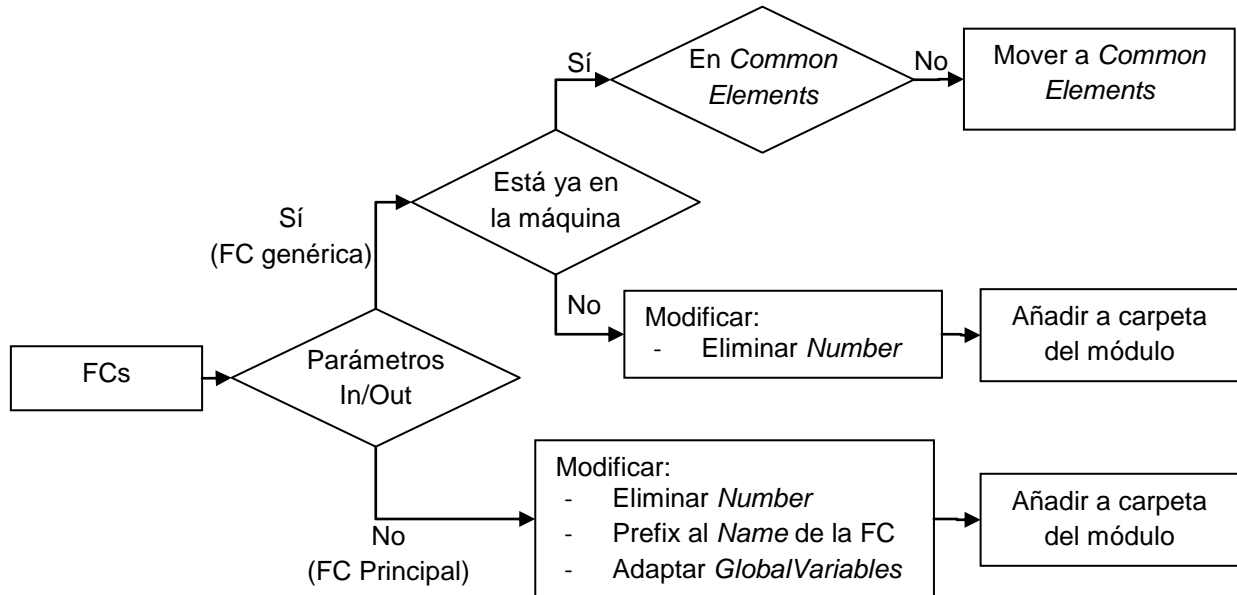 Sí
En Common
Elements
No
Mover a Common
Elements
Está ya en
la máquina
Sí
(FC genérica)
No
Modificar:
- Eliminar Number
Añadir a carpeta
del módulo
FCs
Parámetros
In/Out
No
(FC Principal)
Modificar:
- Eliminar Number
- Prefix al Name de la FC
- Adaptar GlobalVariables
Añadir a carpeta
del módulo